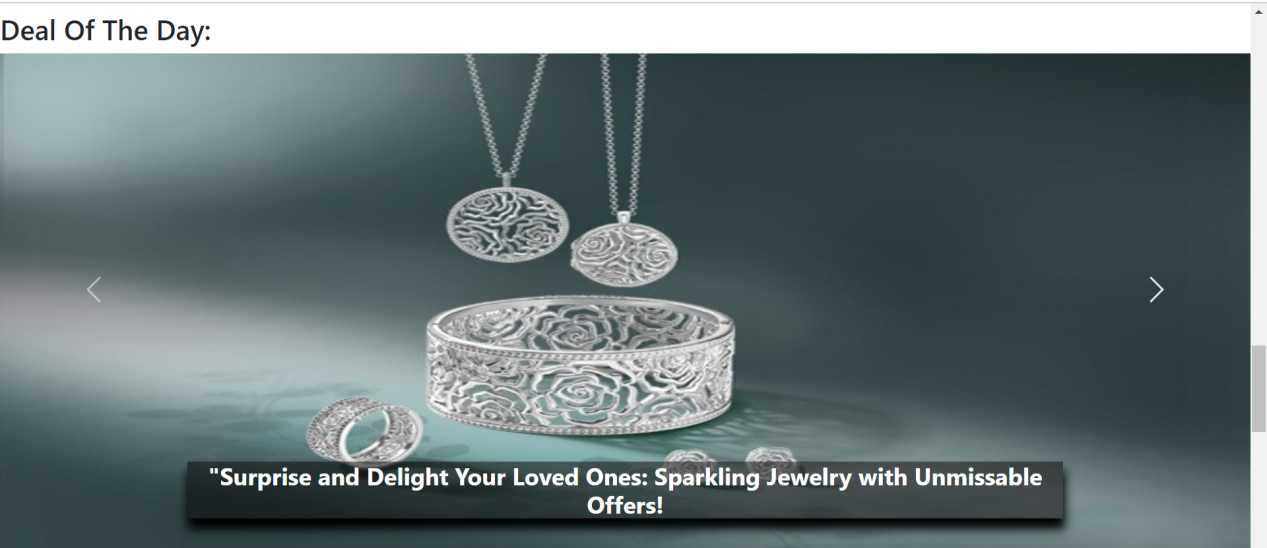 Deal Of The Day:
"Surprise and Delight Your Loved Ones: Sparkling Jewelry with Unmissable
Offers!